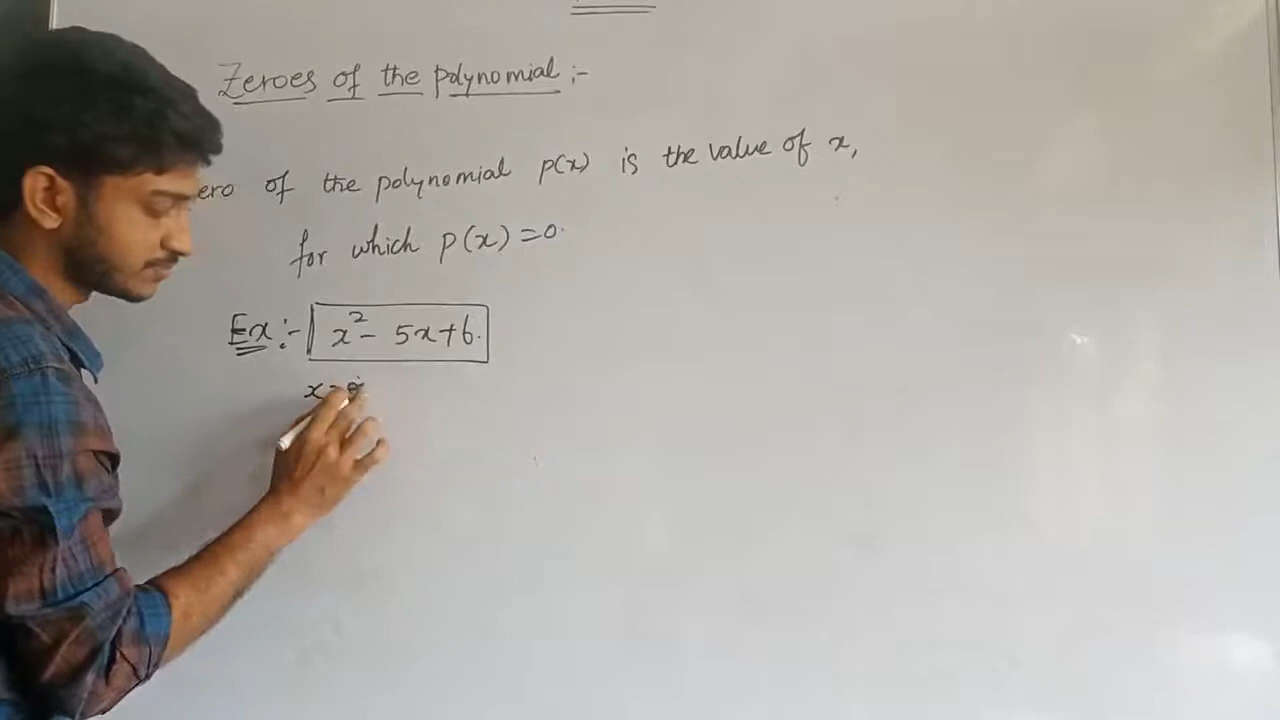 Zeroes of the polynomial :-
ero of the polynomial p(x) is the value of x,
for which p(x)=0.
Ex :- x² - 5x+6.
x=